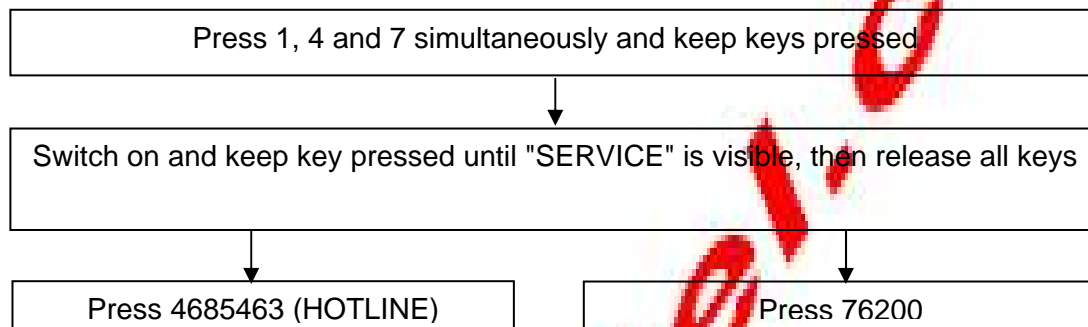 Press 1, 4 and 7 simultaneously and keep keys pressed
Switch on and keep key pressed until "SERVICE" is visible, then release all keys
Press 4685463 (HOTLINE)
Press 76200